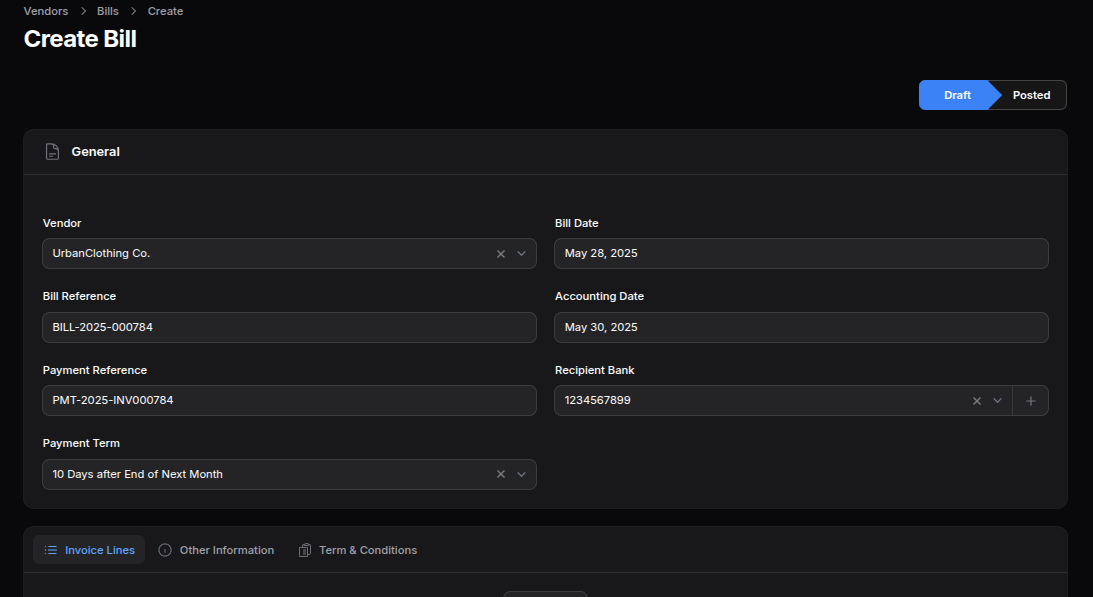 Vendors > Bills > Create
Create Bill
Draft Posted
General
Vendor Bill Date
UrbanClothing Co. May 28, 2025
Bill Reference Accounting Date
BILL-2025-000784 May 30, 2025
Payment Reference Recipient Bank
PMT-2025-INV000784 1234567899
Payment Term
10 Days after End of Next Month
Invoice Lines Other Information Term & Conditions